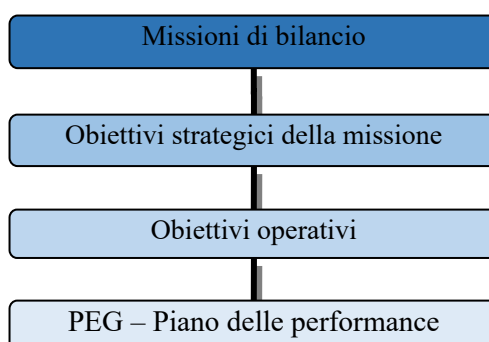 Missioni di bilancio
Obiettivi strategici della missione
Obiettivi operativi
PEG – Piano delle performance